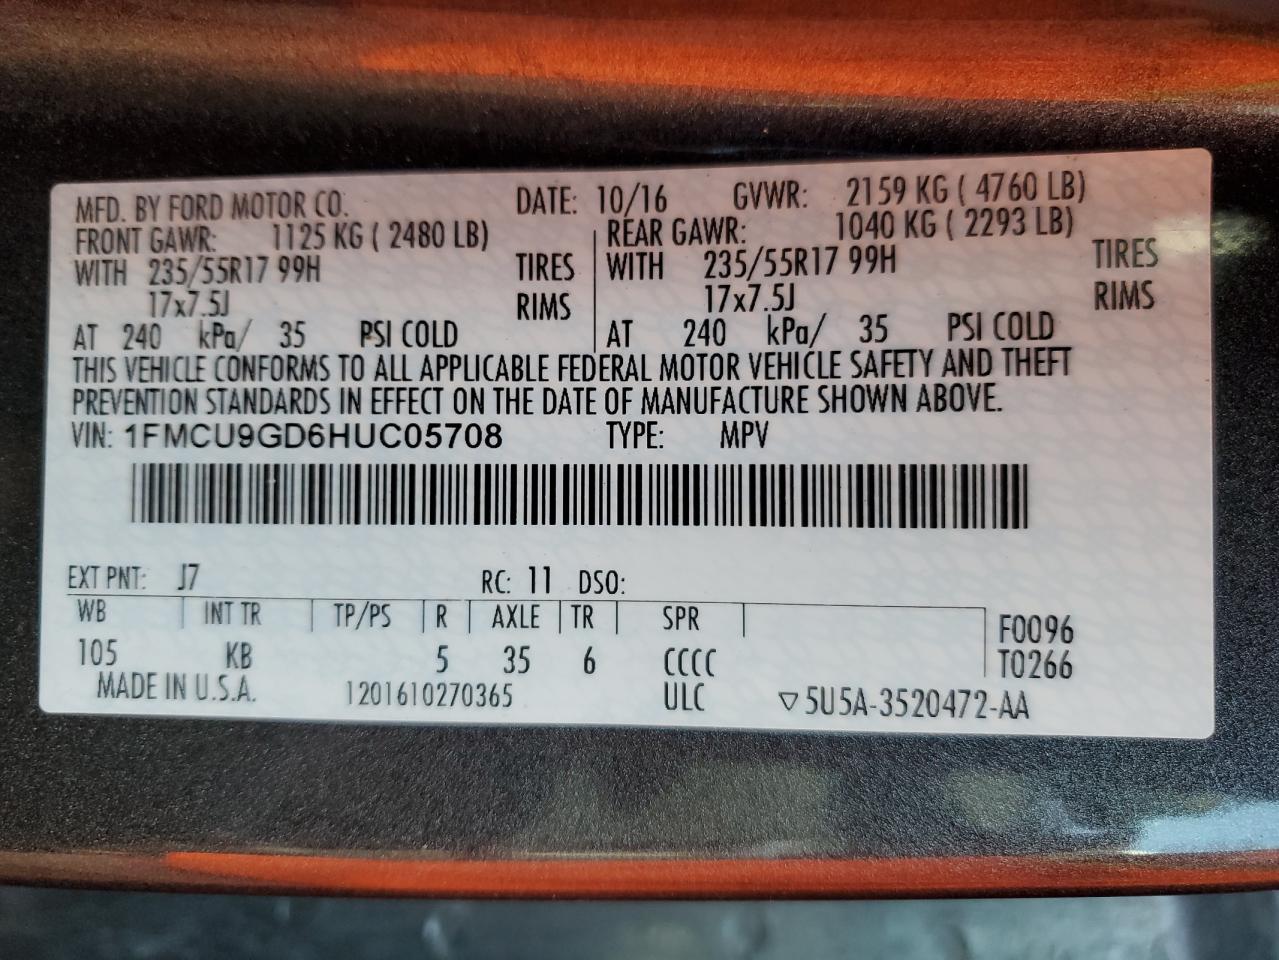 MFD. BY FORD MOTOR CO. DATE: 10/16 GVWR: 2159 KG ( 4760 LB)
FRONT GAWR: 1125 KG ( 2480 LB) REAR GAWR: 1040 KG ( 2293 LB)
WITH 235/55R17 99H TIRES WITH 235/55R17 99H TIRES
17x7.5J RIMS 17x7.5J RIMS
AT 240 kPa/ 35 PSI COLD AT 240 kPa/ 35 PSI COLD
THIS VEHICLE CONFORMS TO ALL APPLICABLE FEDERAL MOTOR VEHICLE SAFETY AND THEFT
PREVENTION STANDARDS IN EFFECT ON THE DATE OF MANUFACTURE SHOWN ABOVE.
VIN: 1FMCU9GD6HUC05708 TYPE: MPV
EXT PNT: J7 RC: 11 DSO:
WB INT TR TP/PS R AXLE TR SPR F0096
105 KB 5 35 6 CCCC T0266
MADE IN U.S.A. 1201610270365 ULC ▽5U5A-3520472-AA